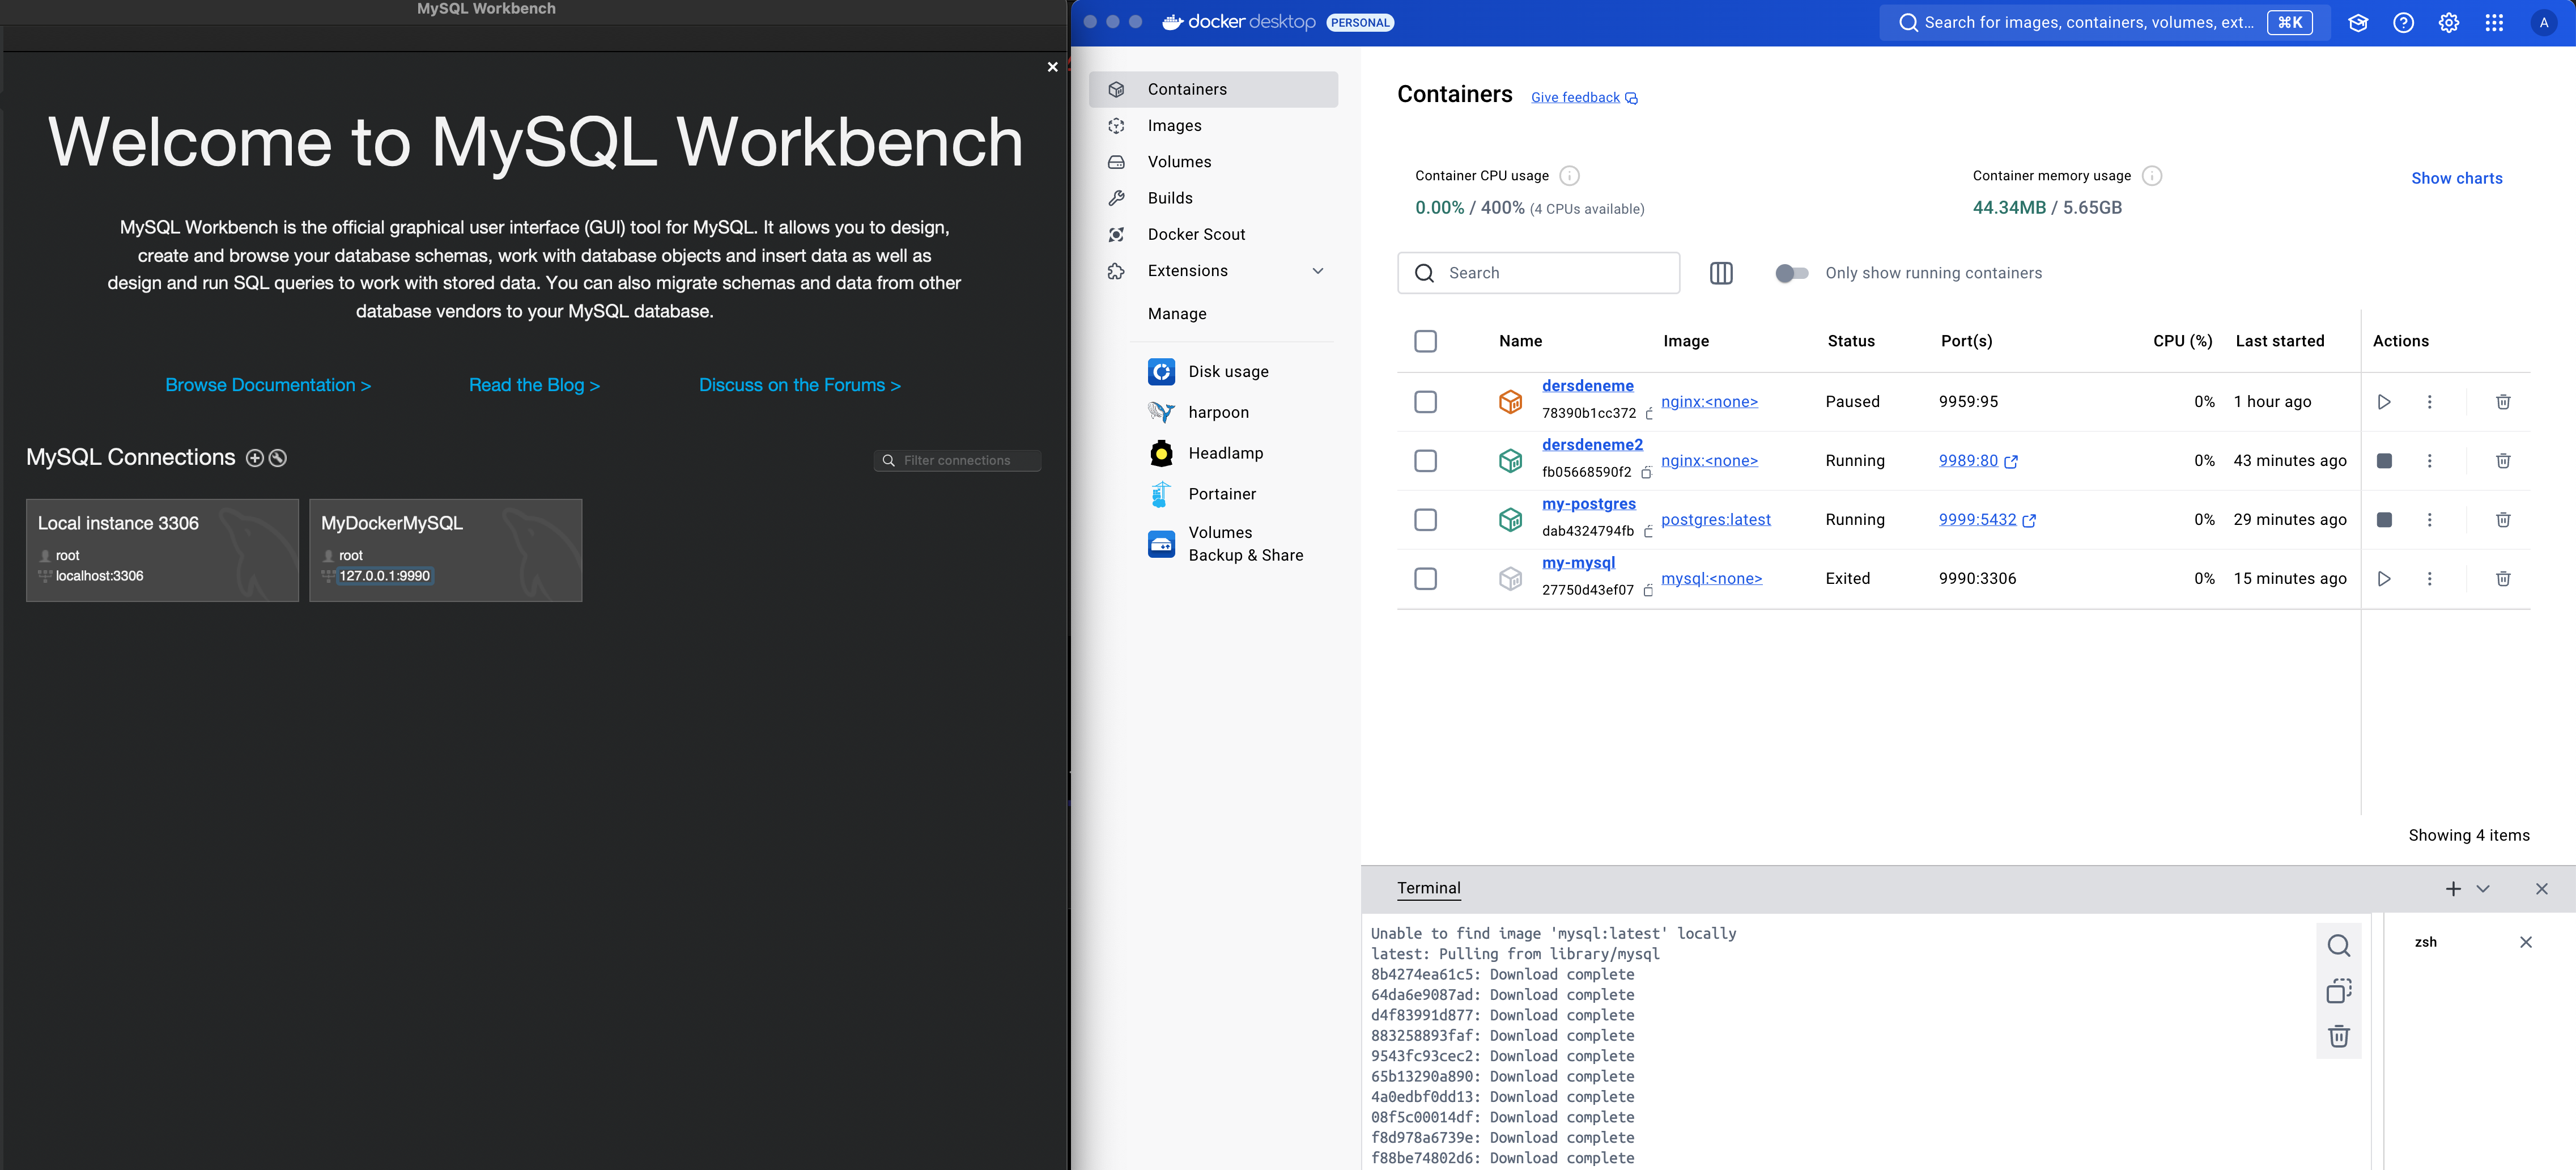 MySQL Workbench
Welcome to MySQL Workbench
MySQL Workbench is the official graphical user interface (GUI) tool for MySQL. It allows you to design,
create and browse your database schemas, work with database objects and insert data as well as
design and run SQL queries to work with stored data. You can also migrate schemas and data from other
database vendors to your MySQL database.
Browse Documentation > Read the Blog > Discuss on the Forums >
MySQL Connections
Filter connections
Local instance 3306
root
localhost:3306
MyDockerMySQL
root
127.0.0.1:9990
docker desktop PERSONAL
Search for images, containers, volumes, ext... ⌘K
A
Containers
Images
Volumes
Builds
Docker Scout
Extensions
Manage
Disk usage
harpoon
Headlamp
Portainer
Volumes
Backup & Share
Containers Give feedback
Container CPU usage
0.00% / 400% (4 CPUs available)
Container memory usage
44.34MB / 5.65GB
Show charts
Search
Only show running containers
Name Image Status Port(s) CPU (%) Last started Actions
dersdeneme
78390b1cc372
nginx:<none> Paused 9959:95 0% 1 hour ago
dersdeneme2
fb05668590f2
nginx:<none> Running 9989:80 0% 43 minutes ago
my-postgres
dab4324794fb
postgres:latest Running 9999:5432 0% 29 minutes ago
my-mysql
27750d43ef07
mysql:<none> Exited 9990:3306 0% 15 minutes ago
Showing 4 items
Terminal
Unable to find image 'mysql:latest' locally
latest: Pulling from library/mysql
8b4274ea61c5: Download complete
64da6e9087ad: Download complete
d4f83991d877: Download complete
883258893faf: Download complete
9543fc93cec2: Download complete
65b13290a890: Download complete
4a0edbf0dd13: Download complete
08f5c00014df: Download complete
f8d978a6739e: Download complete
f88be74802d6: Download complete
zsh